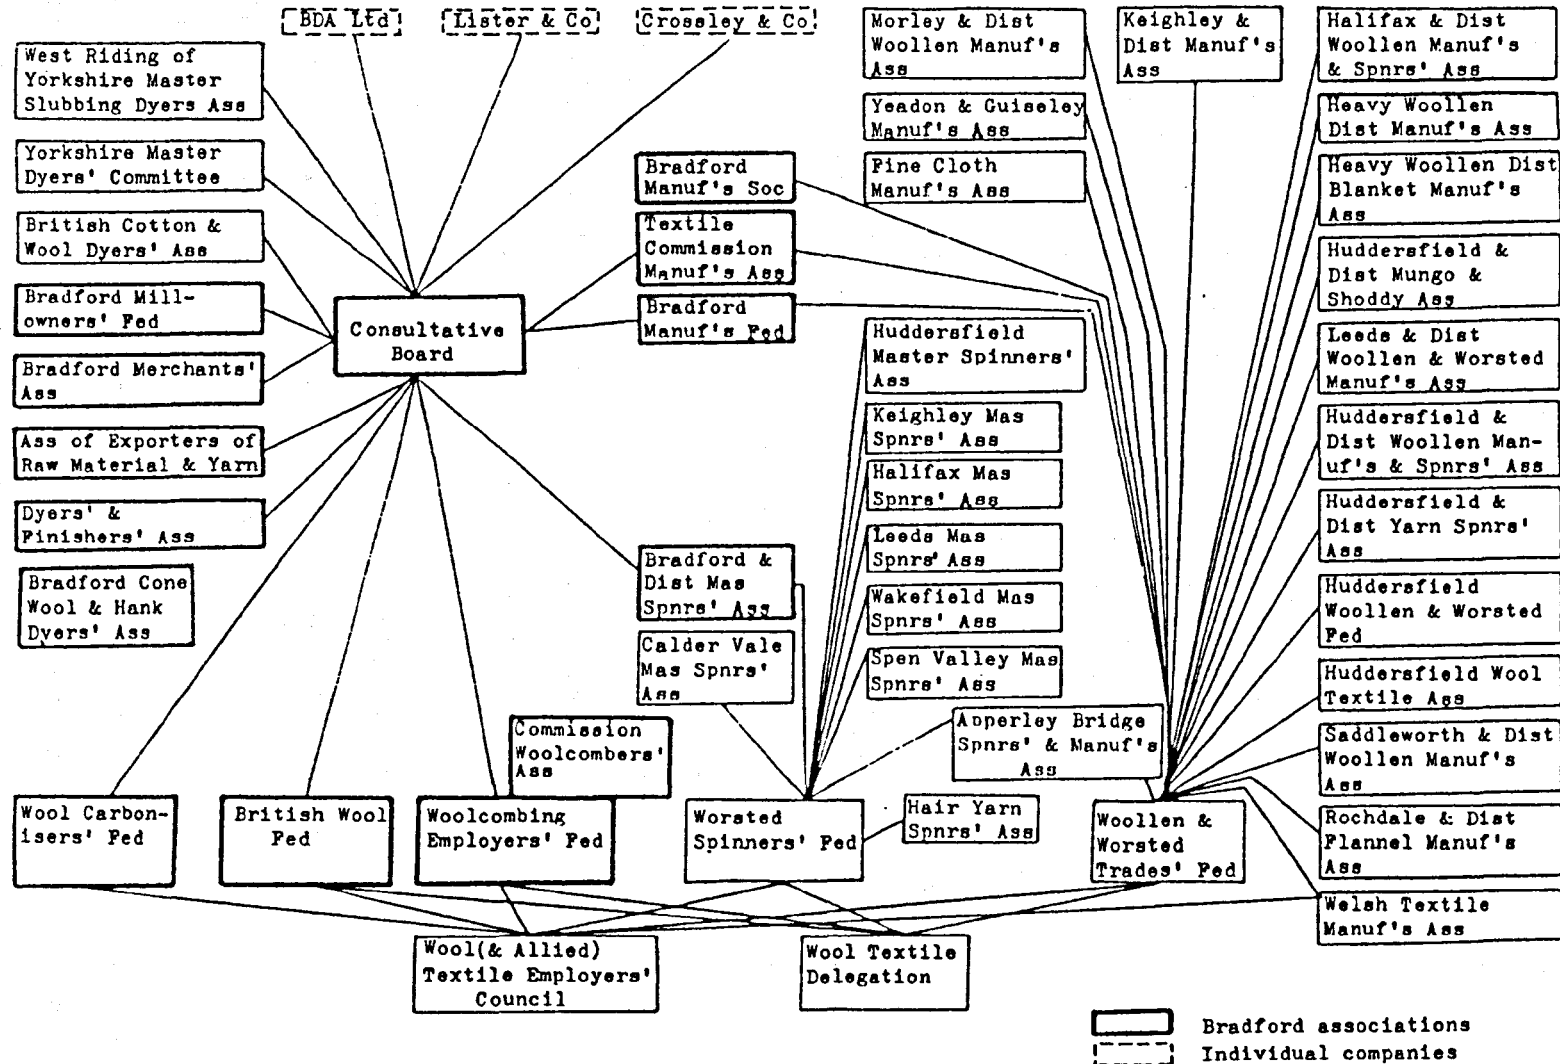 BDA Ltd
Lister & Co
Crossley & Co
West Riding of
Yorkshire Master
Slubbing Dyers Ass
Yorkshire Master
Dyers' Committee
British Cotton &
Wool Dyers' Ass
Bradford Mill-
owners' Fed
Bradford Merchants'
Ass
Ass of Exporters of
Raw Material & Yarn
Dyers' &
Finishers' Ass
Bradford Cone
Wool & Hank
Dyers' Ass
Consultative
Board
Bradford
Manuf's Soc
Textile
Commission
Manuf's Ass
Bradford
Manuf's Fed
Morley & Dist
Woollen Manuf's
Ass
Yeadon & Guiseley
Manuf's Ass
Fine Cloth
Manuf's Ass
Keighley &
Dist Manuf's
Ass
Halifax & Dist
Woollen Manuf's
& Spnrs' Ass
Heavy Woollen
Dist Manuf's Ass
Heavy Woollen Dist
Blanket Manuf's
Ass
Huddersfield &
Dist Mungo &
Shoddy Ass
Leeds & Dist
Woollen & Worsted
Manuf's Ass
Huddersfield &
Dist Woollen Man-
uf's & Spnrs' Ass
Huddersfield &
Dist Yarn Spnrs'
Ass
Huddersfield
Woollen & Worsted
Fed
Huddersfield Wool
Textile Ass
Saddleworth & Dist
Woollen Manuf's
Ass
Rochdale & Dist
Flannel Manuf's
Ass
Welsh Textile
Manuf's Ass
Huddersfield
Master Spinners'
Ass
Keighley Mas
Spnrs' Ass
Halifax Mas
Spnrs' Ass
Leeds Mas
Spnrs' Ass
Wakefield Mas
Spnrs' Ass
Spen Valley Mas
Spnrs' Ass
Bradford &
Dist Mas
Spnrs' Ass
Calder Vale
Mas Spnrs'
Ass
Apperley Bridge
Spnrs' & Manuf's
Ass
Commission
Woolcombers'
Ass
Hair Yarn
Spnrs' Ass
Wool Carbon-
isers' Fed
British Wool
Fed
Woolcombing
Employers' Fed
Worsted
Spinners' Fed
Woollen &
Worsted
Trades' Fed
Wool(& Allied)
Textile Employers'
Council
Wool Textile
Delegation
Bradford associations
Individual companies